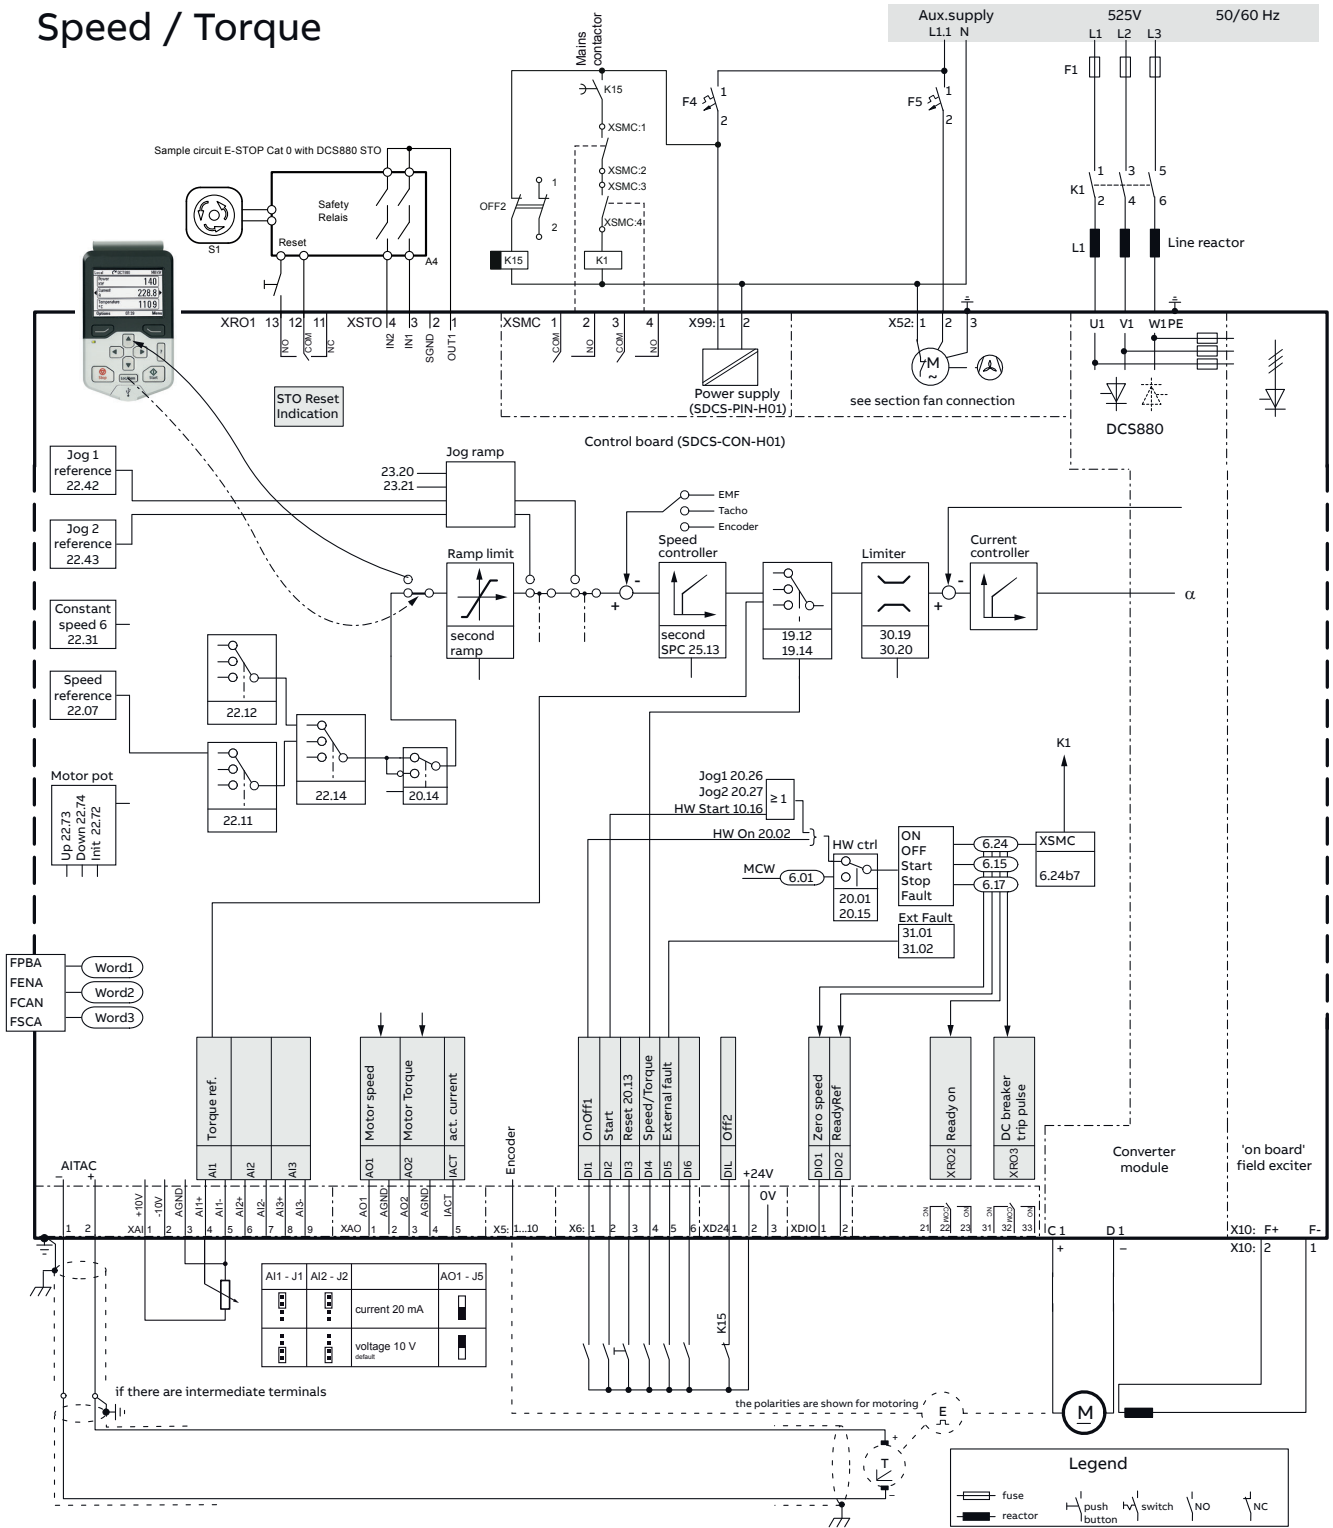 Speed / Torque
Aux.supply 525V 50/60 Hz
L1.1 N L1 L2 L3
Mains contactor
F1
K15
F4 1 2
F5 1 2
XSMC:1
XSMC:2
XSMC:3
XSMC:4
Sample circuit E-STOP Cat 0 with DCS880 STO
Safety
Relais
Reset
S1
A4
OFF2 1 2
K15 K1
K1 1 3 5
2 4 6
L1 Line reactor
XRO1 13 12 11 XSTO 4 3 2 1 XSMC 1 2 3 4 X99: 1 2 X52: 1 2 3 U1 V1 W1 PE
NO COM NC IN2 IN1 SGND OUT1 COM NO COM NO
STO Reset
Indication
Power supply
(SDCS-PIN-H01)
M
~
see section fan connection
DCS880
Control board (SDCS-CON-H01)
Jog 1
reference
22.42
Jog 2
reference
22.43
Constant
speed 6
22.31
Speed
reference
22.07
Motor pot
Up 22.73
Down 22.74
Init 22.72
Jog ramp
23.20
23.21
EMF
Tacho
Encoder
Ramp limit
second
ramp
+ -
Speed
controller
second
SPC 25.13
19.12
19.14
Limiter
30.19
30.20
+ -
Current
controller
α
22.12
22.11
22.14
20.14
Jog1 20.26
Jog2 20.27
HW Start 10.16
≥ 1
HW On 20.02
HW ctrl
MCW 6.01
20.01
20.15
ON
OFF
Start
Stop
Fault
6.24
6.15
6.17
K1
XSMC
6.24b7
Ext Fault
31.01
31.02
FPBA
FENA
FCAN
FSCA
Word1
Word2
Word3
Torque ref.
AI1 AI2 AI3
Motor speed
Motor Torque
act. current
AO1 AO2 IACT
Encoder
OnOff1
Start
Reset 20.13
Speed/Torque
External fault
DI1 DI2 DI3 DI4 DI5 DI6
Off2
DIL
+24V
0V
Zero speed
ReadyRef
DIO1 DIO2
Ready on
XRO2
DC breaker
trip pulse
XRO3
Converter
module
'on board'
field exciter
AITAC
- +
+10V -10V AGND AI1+ AI1- AI2+ AI2- AI3+ AI3-
AO1 AGND AO2 AGND IACT
NC COM NO NC COM NO
1 2 XAI 1 2 3 4 5 6 7 8 9 XAO 1 2 3 4 5 X5: 1...10 X6: 1 2 3 4 5 6 XD24 1 2 3 XDIO 1 2 21 22 23 31 32 33
C 1 D 1 X10: F+ F-
+ − X10: 2 1
AI1 - J1 AI2 - J2 AO1 - J5
current 20 mA
voltage 10 V
default
K15
if there are intermediate terminals
the polarities are shown for motoring
E
M
T
+
−
Legend
fuse
reactor
push
button
switch
NO
NC